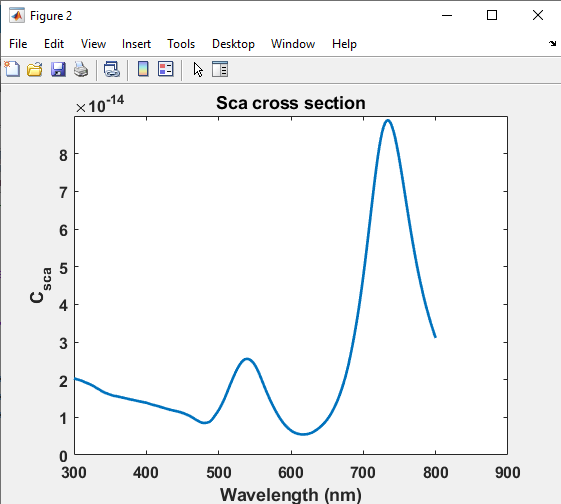 Figure 2
File Edit View Insert Tools Desktop Window Help
×10^-14
Sca cross section
8
7
6
5
4
3
2
1
0
C_sca
300 400 500 600 700 800 900
Wavelength (nm)